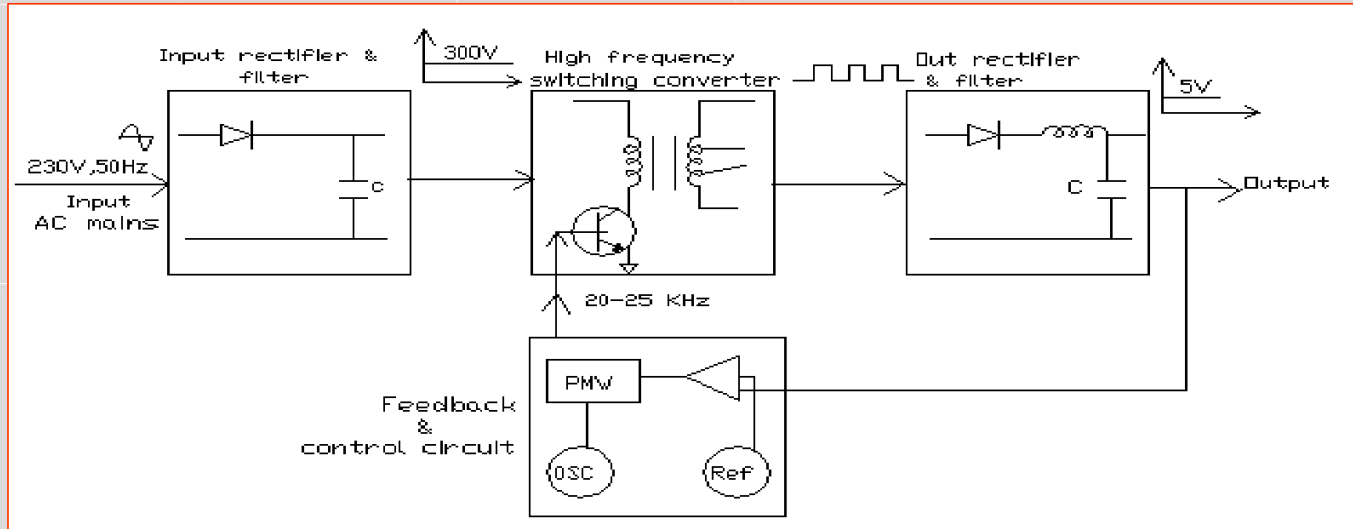 Input rectifier &
filter
300V
High frequency
switching converter
Out rectifier
& filter
5V
230V,50Hz
Input
AC mains
C
C
Output
20-25 KHz
PMW
Feedback
&
control circuit
OSC
Ref